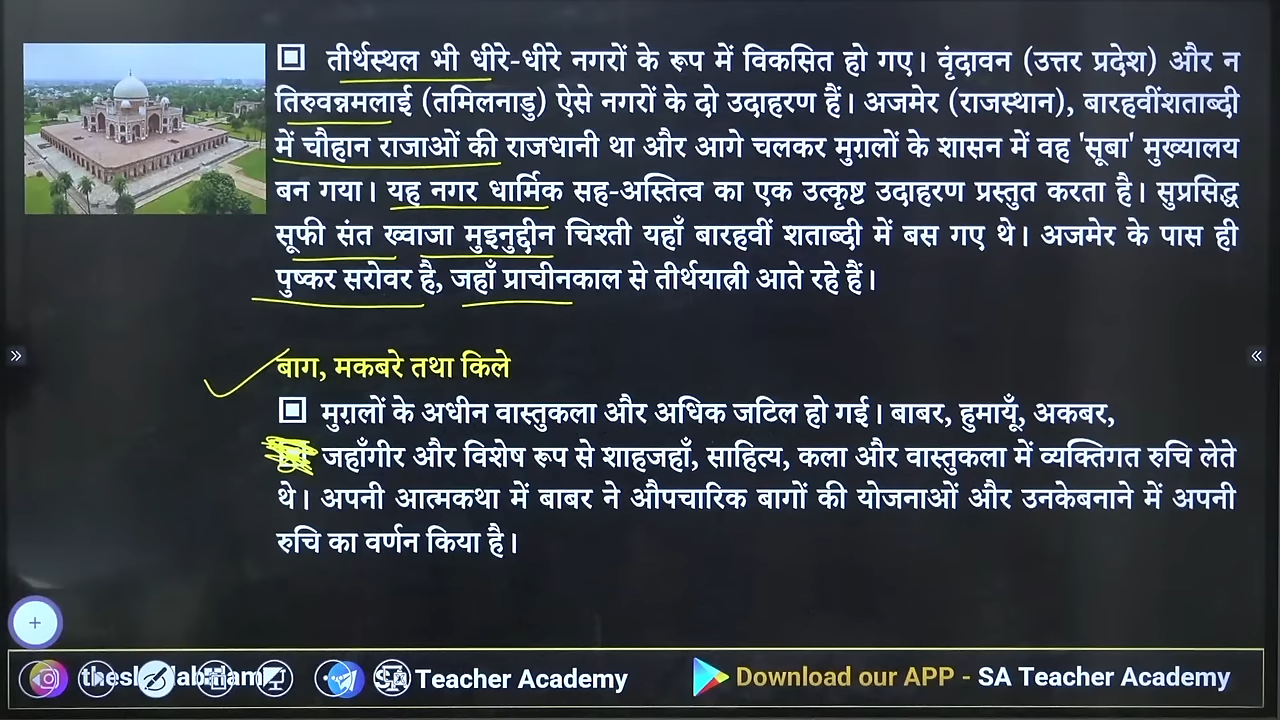 तीर्थस्थल भी धीरे-धीरे नगरों के रूप में विकसित हो गए। वृंदावन (उत्तर प्रदेश) और न
तिरुवन्नमलाई (तमिलनाडु) ऐसे नगरों के दो उदाहरण हैं। अजमेर (राजस्थान), बारहवींशताब्दी
में चौहान राजाओं की राजधानी था और आगे चलकर मुग़लों के शासन में वह 'सूबा' मुख्यालय
बन गया। यह नगर धार्मिक सह-अस्तित्व का एक उत्कृष्ट उदाहरण प्रस्तुत करता है। सुप्रसिद्ध
सूफी संत ख्वाजा मुइनुद्दीन चिश्ती यहाँ बारहवीं शताब्दी में बस गए थे। अजमेर के पास ही
पुष्कर सरोवर है, जहाँ प्राचीनकाल से तीर्थयात्री आते रहे हैं।
बाग, मकबरे तथा किले
मुग़लों के अधीन वास्तुकला और अधिक जटिल हो गई। बाबर, हुमायूँ, अकबर,
जहाँगीर और विशेष रूप से शाहजहाँ, साहित्य, कला और वास्तुकला में व्यक्तिगत रुचि लेते
थे। अपनी आत्मकथा में बाबर ने औपचारिक बागों की योजनाओं और उनकेबनाने में अपनी
रुचि का वर्णन किया है।
Teacher Academy
Download our APP - SA Teacher Academy